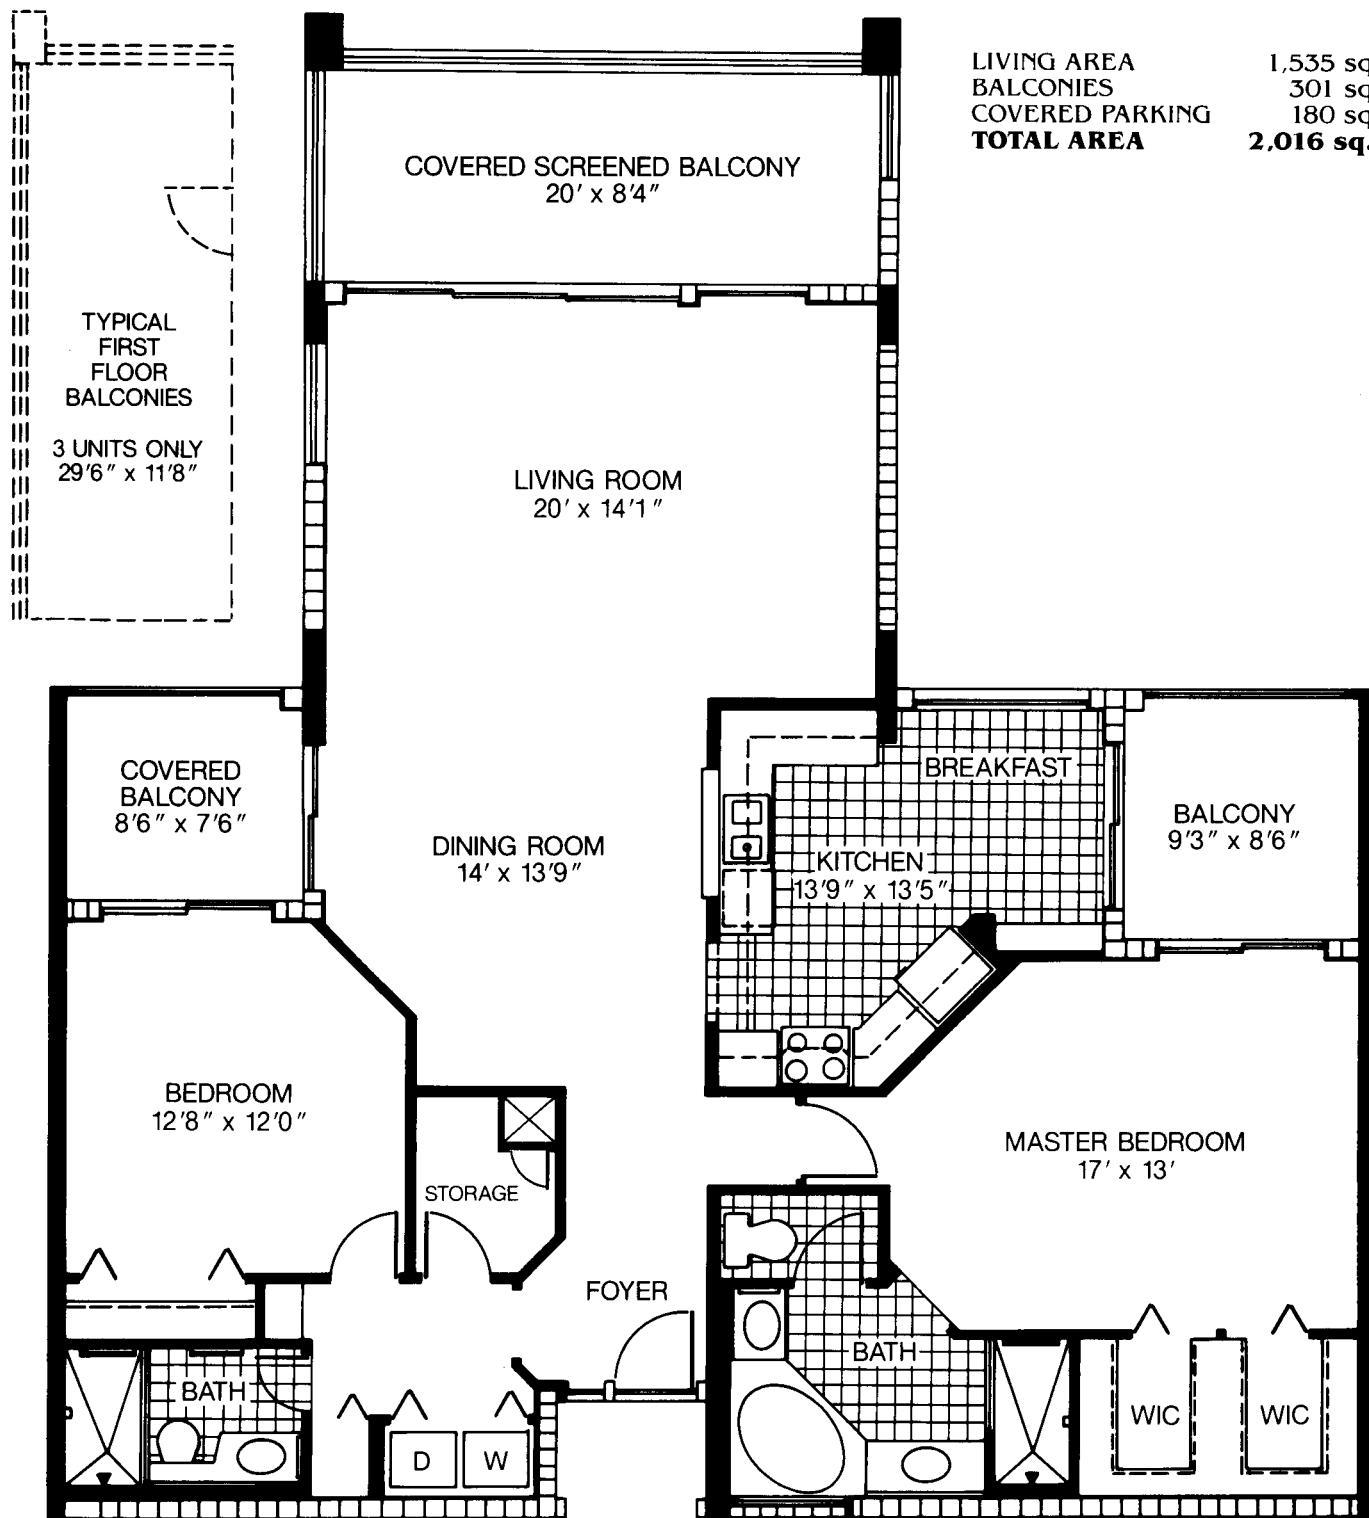 LIVING AREA 1,535 sq
BALCONIES 301 sq
COVERED PARKING 180 sq
TOTAL AREA 2,016 sq.
COVERED SCREENED BALCONY
20' x 8'4"
TYPICAL
FIRST
FLOOR
BALCONIES
3 UNITS ONLY
29'6" x 11'8"
LIVING ROOM
20' x 14'1"
COVERED
BALCONY
8'6" x 7'6"
DINING ROOM
14' x 13'9"
BREAKFAST
KITCHEN
13'9" x 13'5"
BALCONY
9'3" x 8'6"
BEDROOM
12'8" x 12'0"
STORAGE
MASTER BEDROOM
17' x 13'
FOYER
BATH
D
W
BATH
WIC
WIC